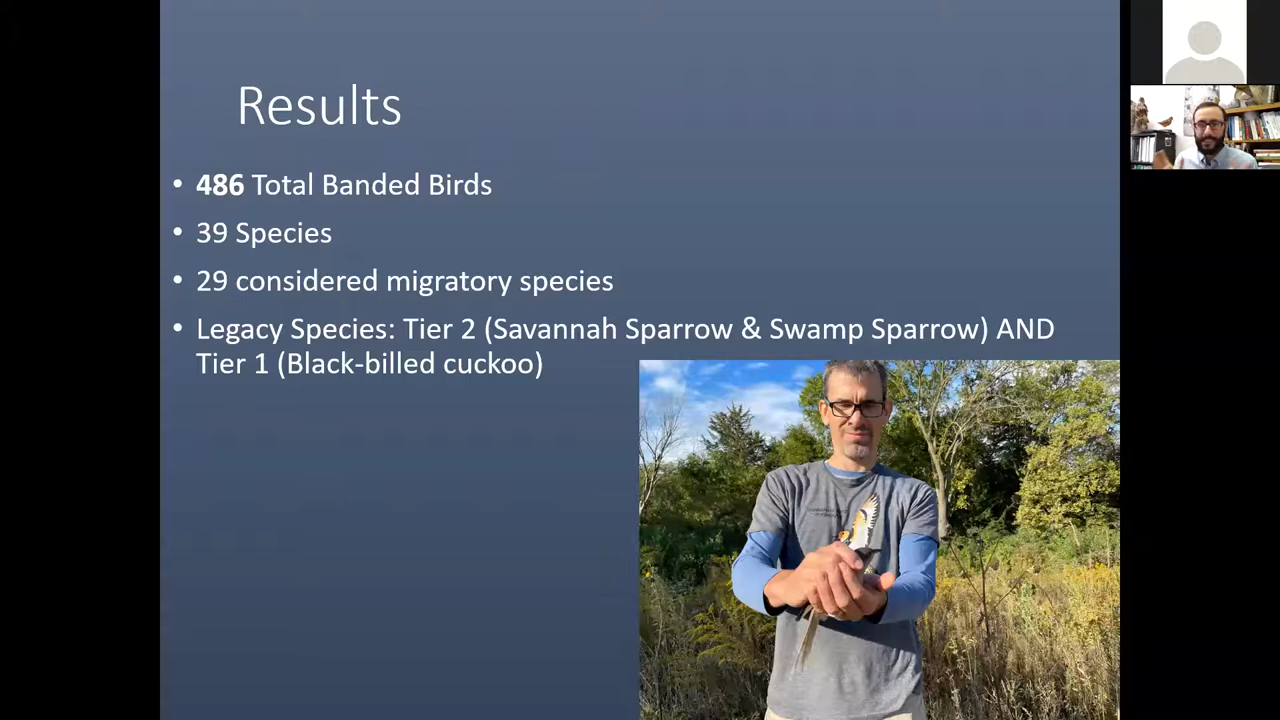 Results
• 486 Total Banded Birds
• 39 Species
• 29 considered migratory species
• Legacy Species: Tier 2 (Savannah Sparrow & Swamp Sparrow) AND
Tier 1 (Black-billed cuckoo)